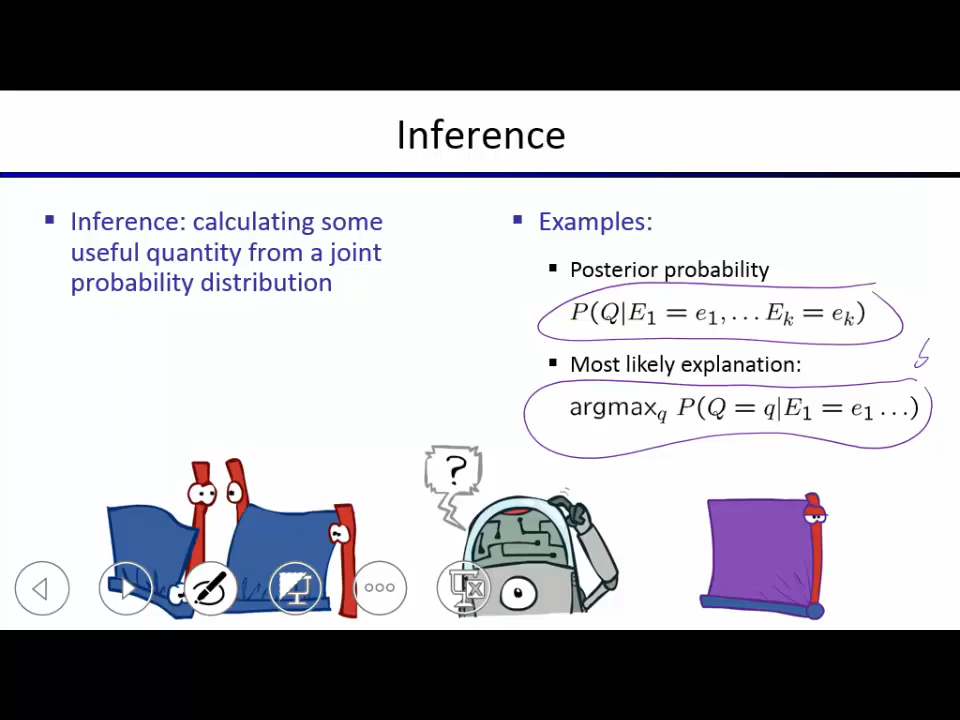 Inference
▪ Inference: calculating some
useful quantity from a joint
probability distribution
▪ Examples:
▪ Posterior probability
P(Q|E₁ = e₁, … Eₖ = eₖ)
▪ Most likely explanation:
argmax_q P(Q = q|E₁ = e₁ …)
?